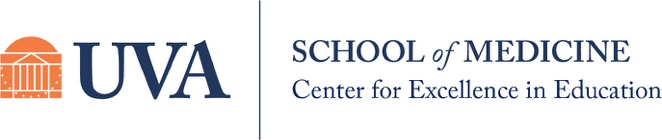 UVA
SCHOOL of MEDICINE
Center for Excellence in Education